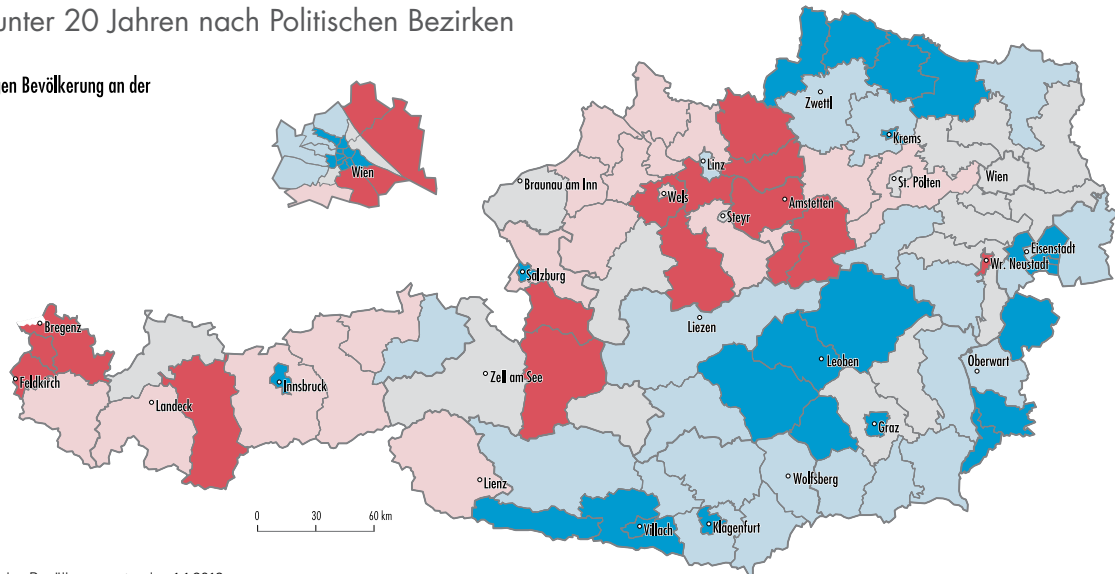 unter 20 Jahren nach Politischen Bezirken
gen Bevölkerung an der
Wien
Zwettl
Krems
Linz
St. Pölten
Wien
Braunau am Inn
Wels
Amstetten
Steyr
Eisenstadt
Wr. Neustadt
Salzburg
Liezen
Bregenz
Leoben
Oberwart
Feldkirch
Innsbruck
Zell am See
Landeck
Graz
Lienz
Wolfsberg
Villach
Klagenfurt
0 30 60 km